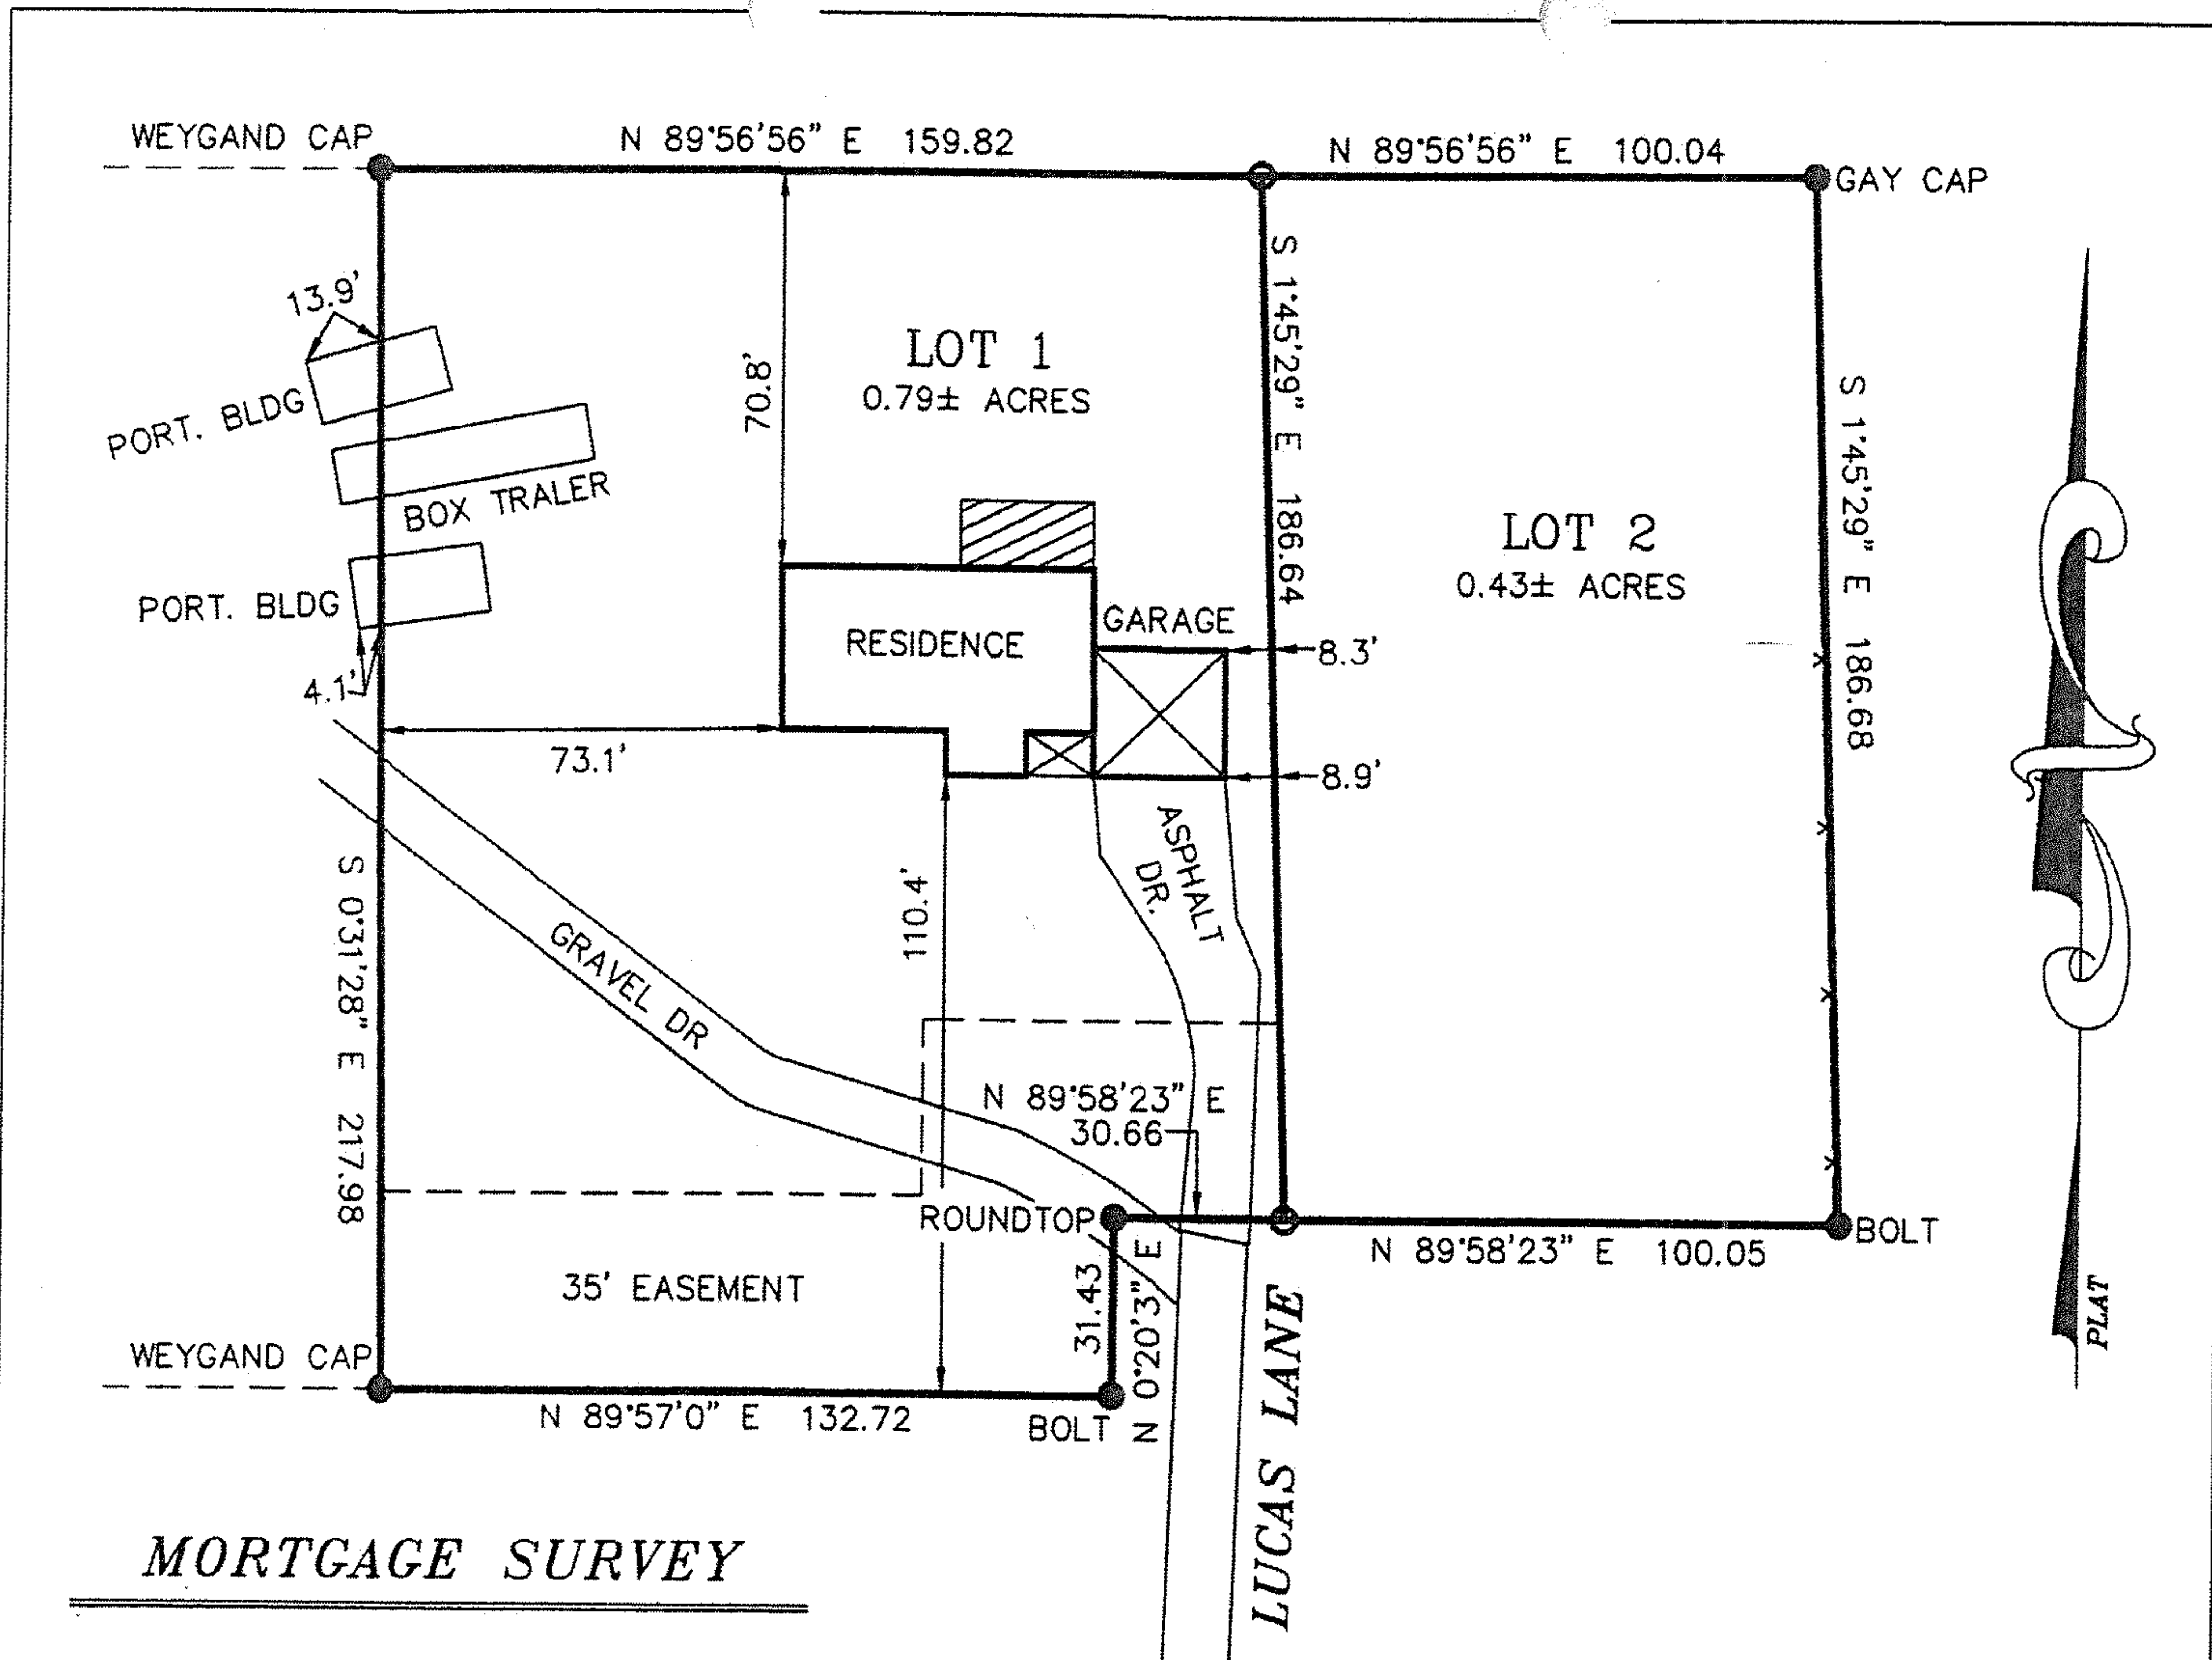 WEYGAND CAP
N 89°56'56" E 159.82
N 89°56'56" E 100.04
GAY CAP
13.9'
PORT. BLDG
BOX TRALER
PORT. BLDG
4.1'
70.8'
LOT 1
0.79± ACRES
S 1°45'29" E 186.64
LOT 2
0.43± ACRES
S 1°45'29" E 186.68
RESIDENCE
GARAGE
8.3'
8.9'
73.1'
ASPHALT
DR.
110.4'
S 0°31'28" E 217.98
GRAVEL DR
N 89°58'23" E
30.66
ROUNDTOP
35' EASEMENT
31.43
N 0°20'3" E
N 89°58'23" E 100.05
BOLT
WEYGAND CAP
N 89°57'0" E 132.72
BOLT
LUCAS LANE
PLAT
MORTGAGE SURVEY